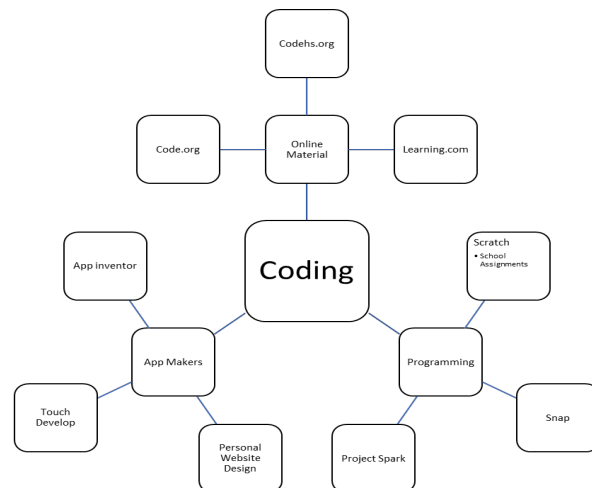 Codehs.org
Code.org
Online
Material
Learning.com
App inventor
Coding
Scratch
• School
Assignments
App Makers
Programming
Touch
Develop
Personal
Website
Design
Project Spark
Snap